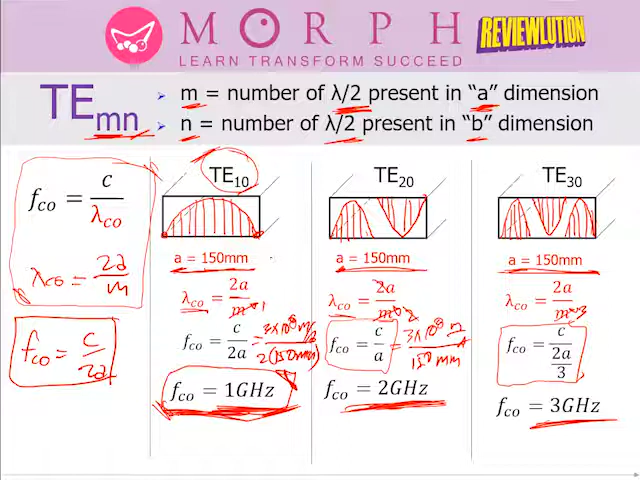 MORPH
REVIEWLUTION
LEARN TRANSFORM SUCCEED
TEmn
➤ m = number of λ/2 present in “a” dimension
➤ n = number of λ/2 present in “b” dimension
fco = c/λco
λco = 2a/m
fco = c/2a
TE10
a = 150mm
λco = 2a/m 1
fco = c/2a = 3x10⁸ m/s / 2(150mm)
fco = 1GHz
TE20
a = 150mm
λco = 2a/m 2
fco = c/a = 3x10⁸ / 150 mm
fco = 2GHz
TE30
a = 150mm
λco = 2a/m 3
fco = c/(2a/3)
fco = 3GHz